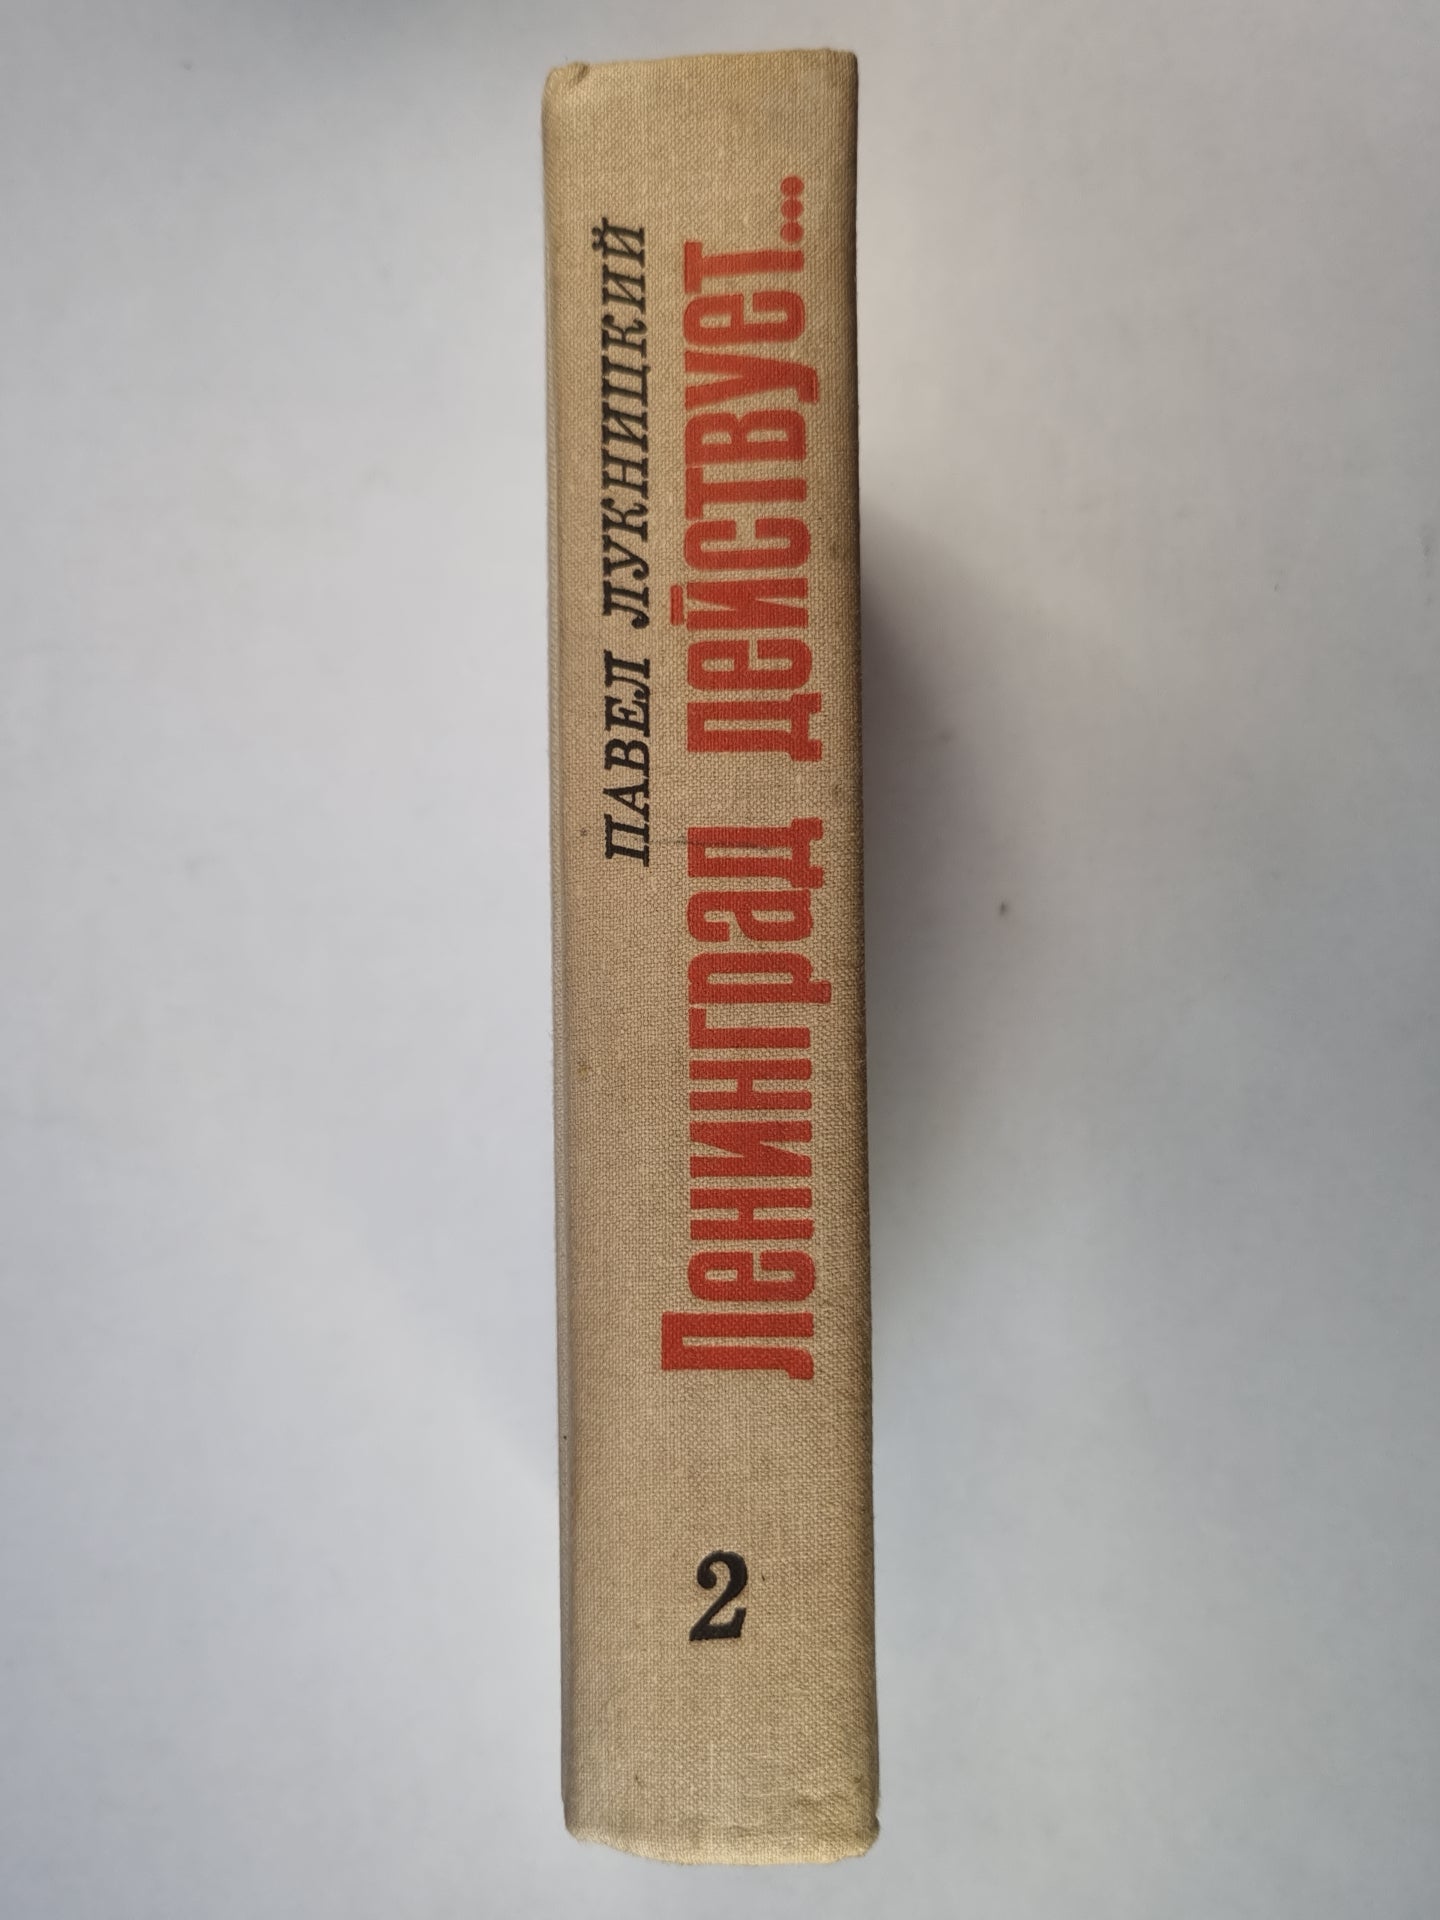 ПАВЕЛ ЛУКНИЦКИЙ
Ленинград действует...
2